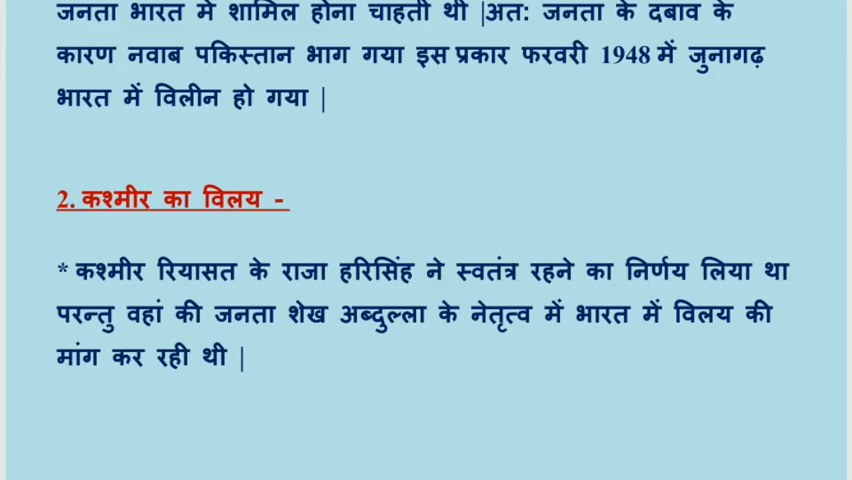 जनता भारत में शामिल होना चाहती थी |अत: जनता के दबाव के
कारण नवाब पकिस्तान भाग गया इस प्रकार फरवरी 1948 में जुनागढ़
भारत में विलीन हो गया |
2. कश्मीर का विलय -
* कश्मीर रियासत के राजा हरिसिंह ने स्वतंत्र रहने का निर्णय लिया था
परन्तु वहां की जनता शेख अब्दुल्ला के नेतृत्व में भारत में विलय की
मांग कर रही थी |